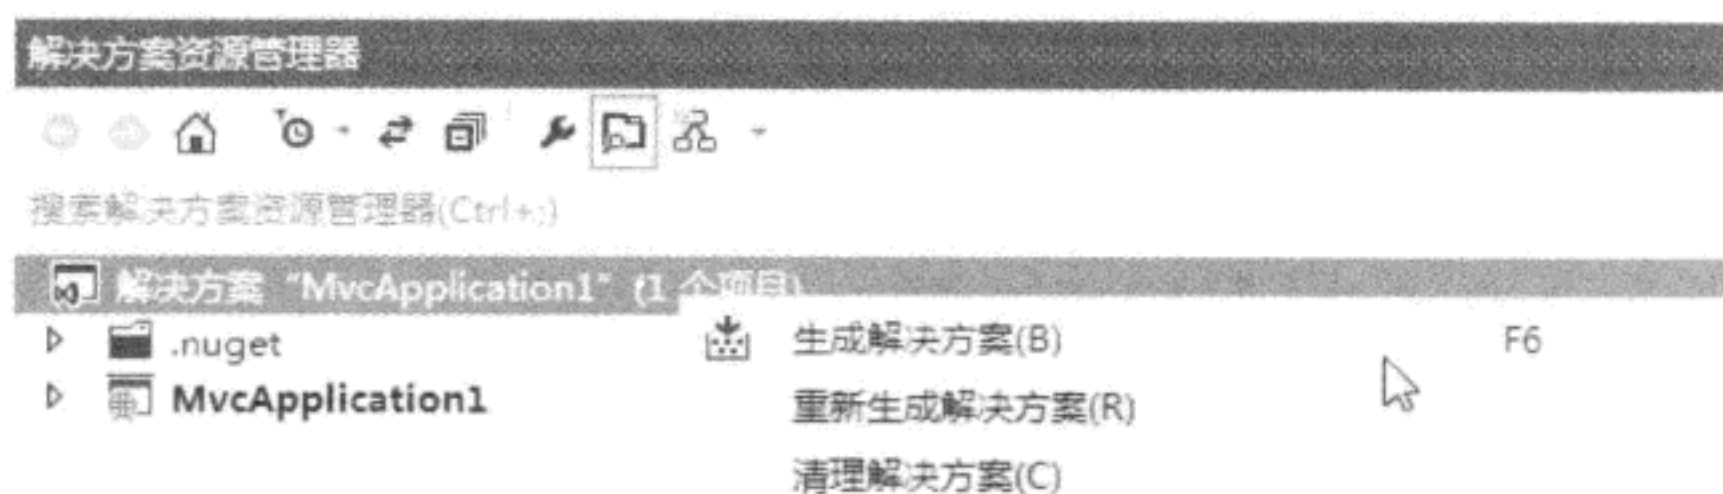 解决方案资源管理器
搜索解决方案资源管理器(Ctrl+;)
解决方案 "MvcApplication1" (1 个项目)
.nuget
生成解决方案(B) F6
MvcApplication1
重新生成解决方案(R)
清理解决方案(C)